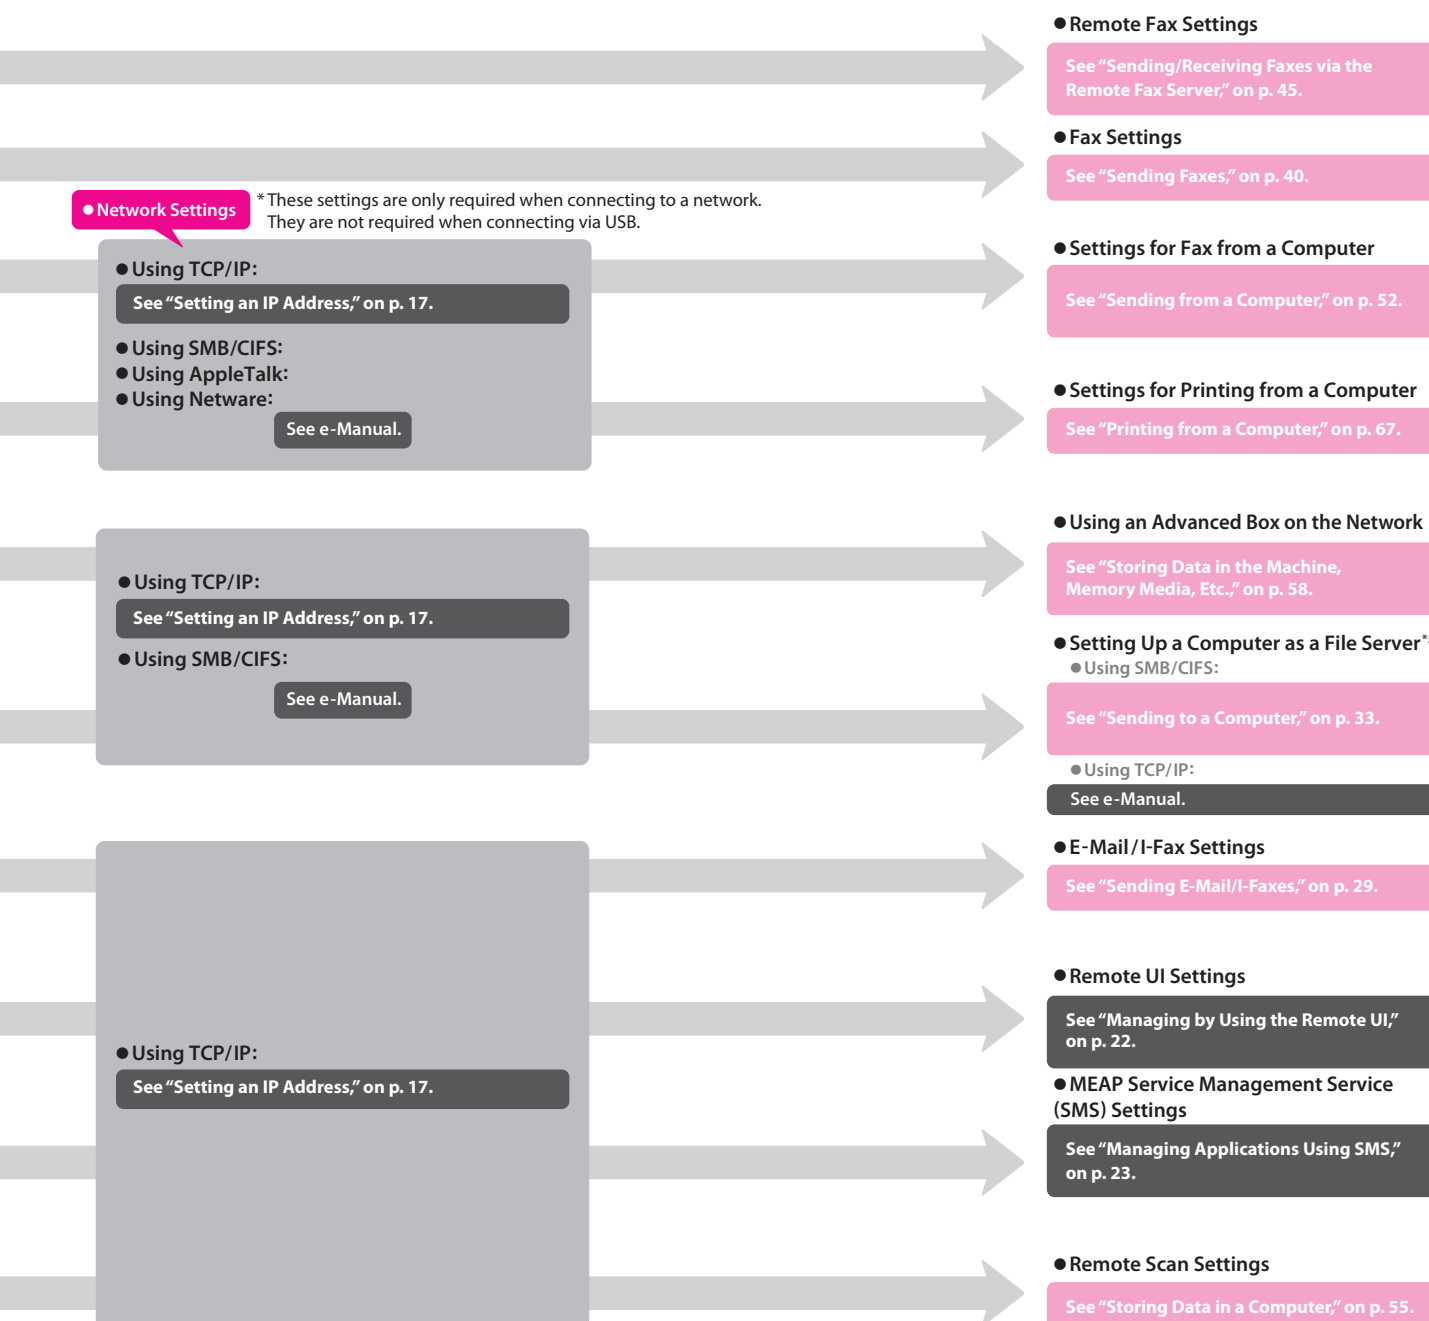 ●Remote Fax Settings
See “Sending/Receiving Faxes via the
Remote Fax Server,” on p. 45.
●Fax Settings
See “Sending Faxes,” on p. 40.
●Network Settings
*These settings are only required when connecting to a network.
They are not required when connecting via USB.
●Using TCP/IP:
See “Setting an IP Address,” on p. 17.
●Using SMB/CIFS:
●Using AppleTalk:
●Using Netware:
See e-Manual.
●Settings for Fax from a Computer
See “Sending from a Computer,” on p. 52.
●Settings for Printing from a Computer
See “Printing from a Computer,” on p. 67.
●Using TCP/IP:
See “Setting an IP Address,” on p. 17.
●Using SMB/CIFS:
See e-Manual.
●Using an Advanced Box on the Network
See “Storing Data in the Machine,
Memory Media, Etc.,” on p. 58.
●Setting Up a Computer as a File Server*
●Using SMB/CIFS:
See “Sending to a Computer,” on p. 33.
●Using TCP/IP:
See e-Manual.
●Using TCP/IP:
See “Setting an IP Address,” on p. 17.
●E-Mail/I-Fax Settings
See “Sending E-Mail/I-Faxes,” on p. 29.
●Remote UI Settings
See “Managing by Using the Remote UI,”
on p. 22.
●MEAP Service Management Service
(SMS) Settings
See “Managing Applications Using SMS,”
on p. 23.
●Remote Scan Settings
See “Storing Data in a Computer,” on p. 55.